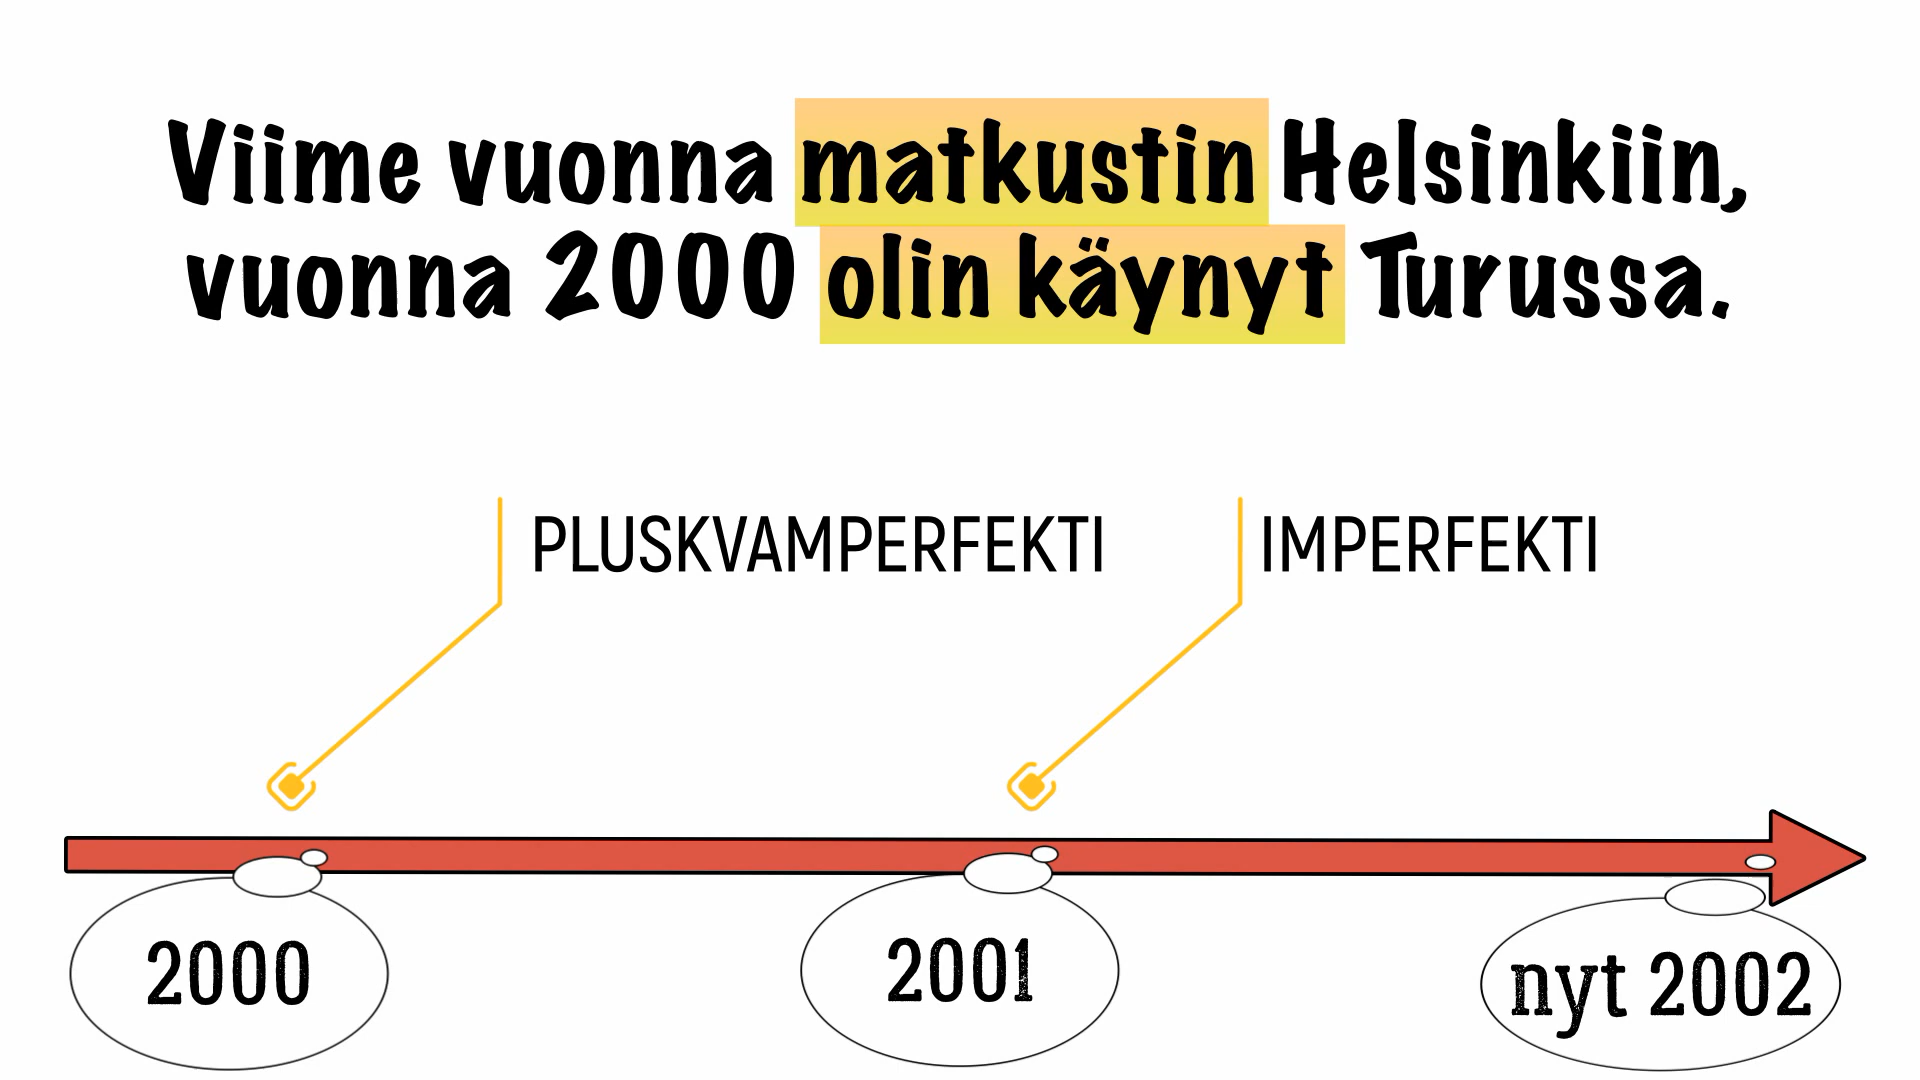 Viime vuonna matkustin Helsinkiin,
vuonna 2000 olin käynyt Turussa.
PLUSKVAMPERFEKTI
IMPERFEKTI
2000
2001
nyt 2002